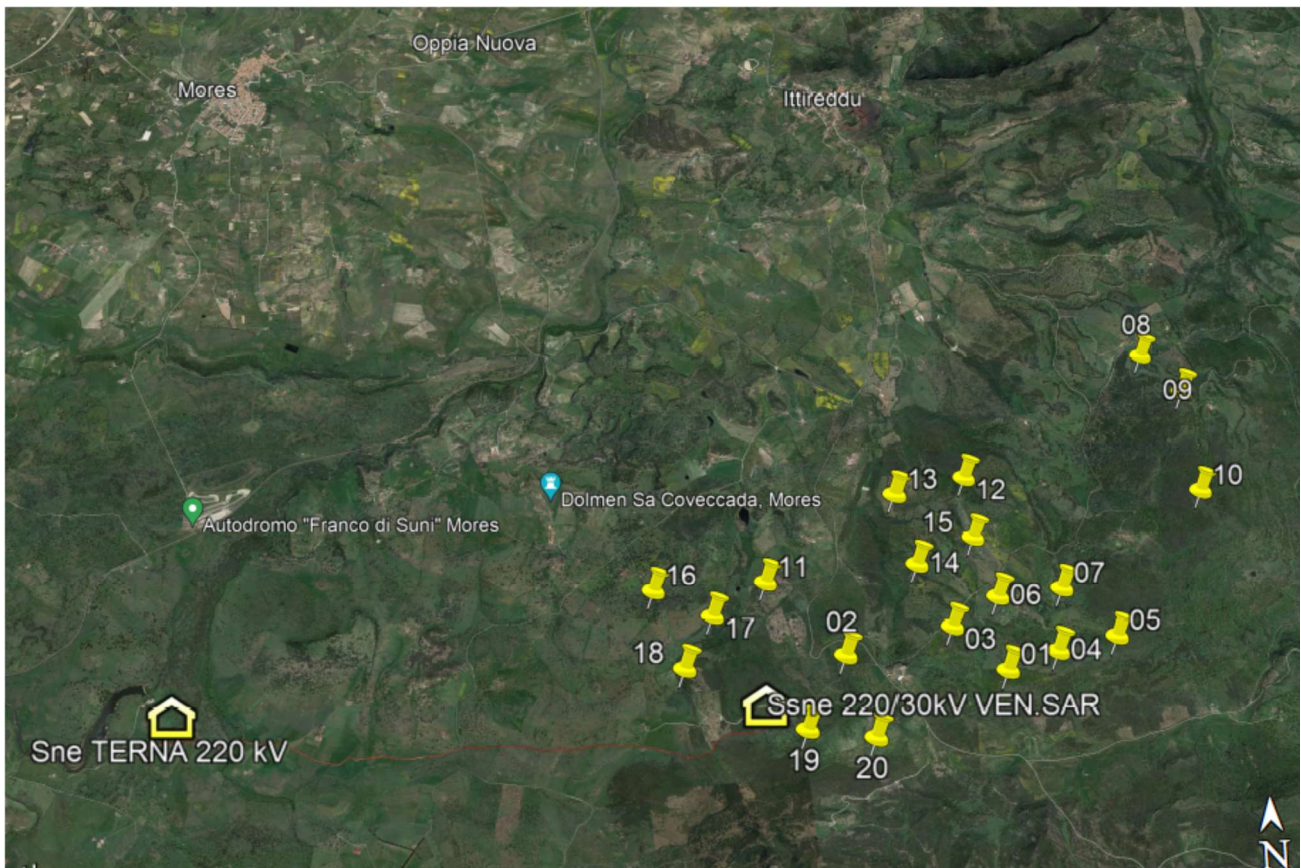 Oppia Nuova
Mores
Ittireddu
08
09
10
13
12
Dolmen Sa Coveccada, Mores
15
Autodromo "Franco di Suni" Mores
14
16
11
07
06
17
02
05
03
18
01
04
Ssne 220/30kV VEN.SAR
Sne TERNA 220 kV
19
20
N